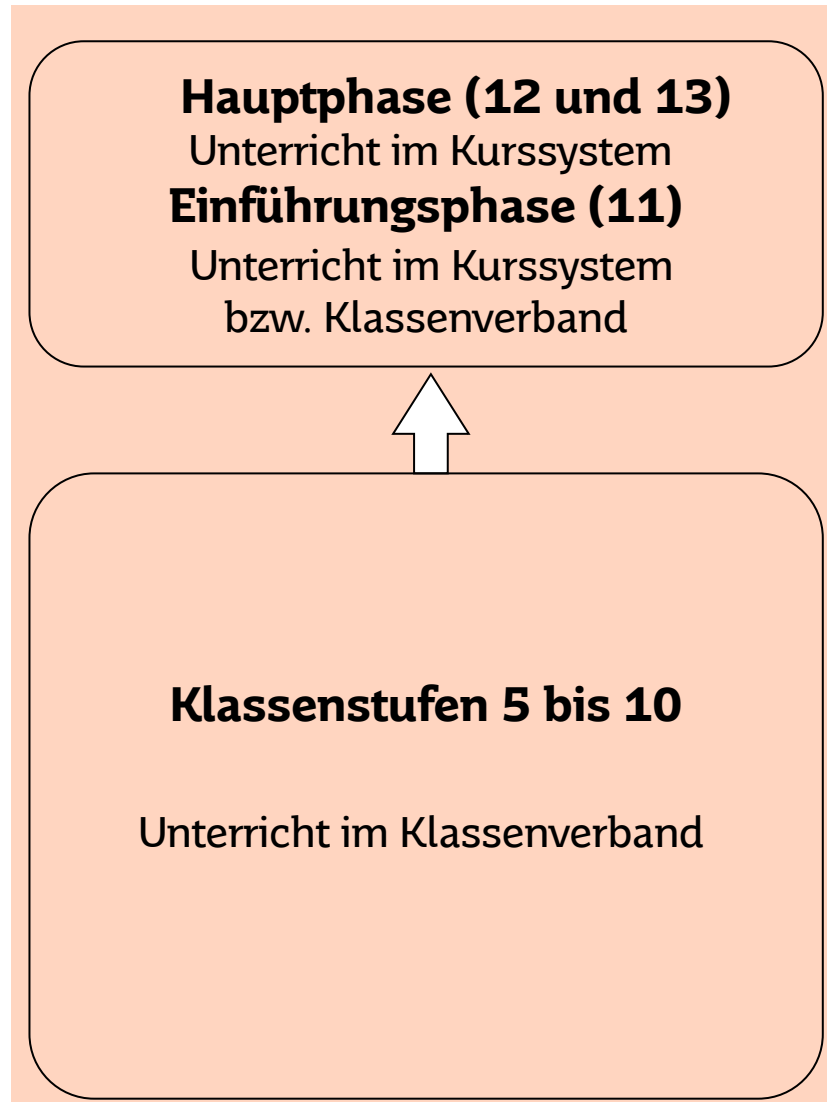 Hauptphase (12 und 13)
Unterricht im Kurssystem
Einführungsphase (11)
Unterricht im Kurssystem
bzw. Klassenverband
Klassenstufen 5 bis 10
Unterricht im Klassenverband